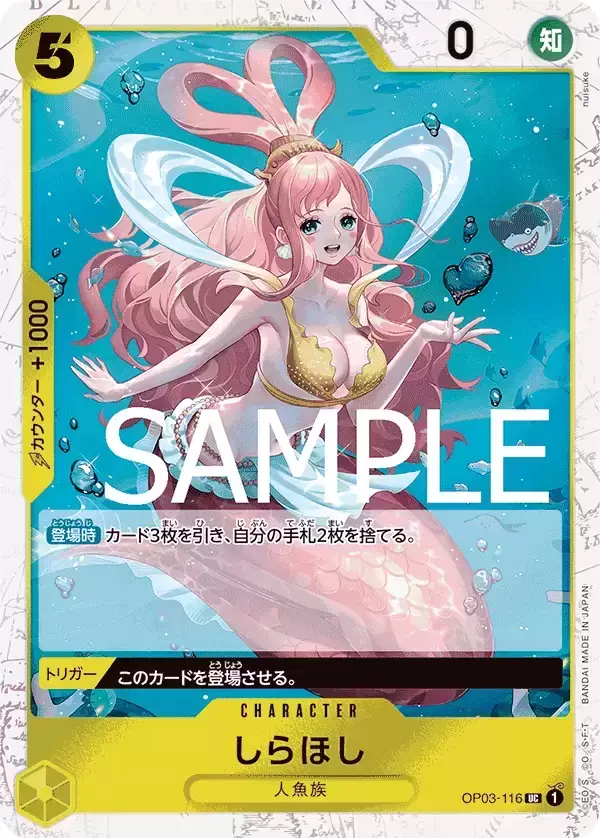 5
0
知
nuisuke
カウンター +1000
SAMPLE
登場時 カード3枚を引き、自分の手札2枚を捨てる。
トリガー このカードを登場させる。
CHARACTER
しらほし
人魚族
OP03-116 UC 1
©E.O./S. ©O. S・F・T BANDAI MADE IN JAPAN